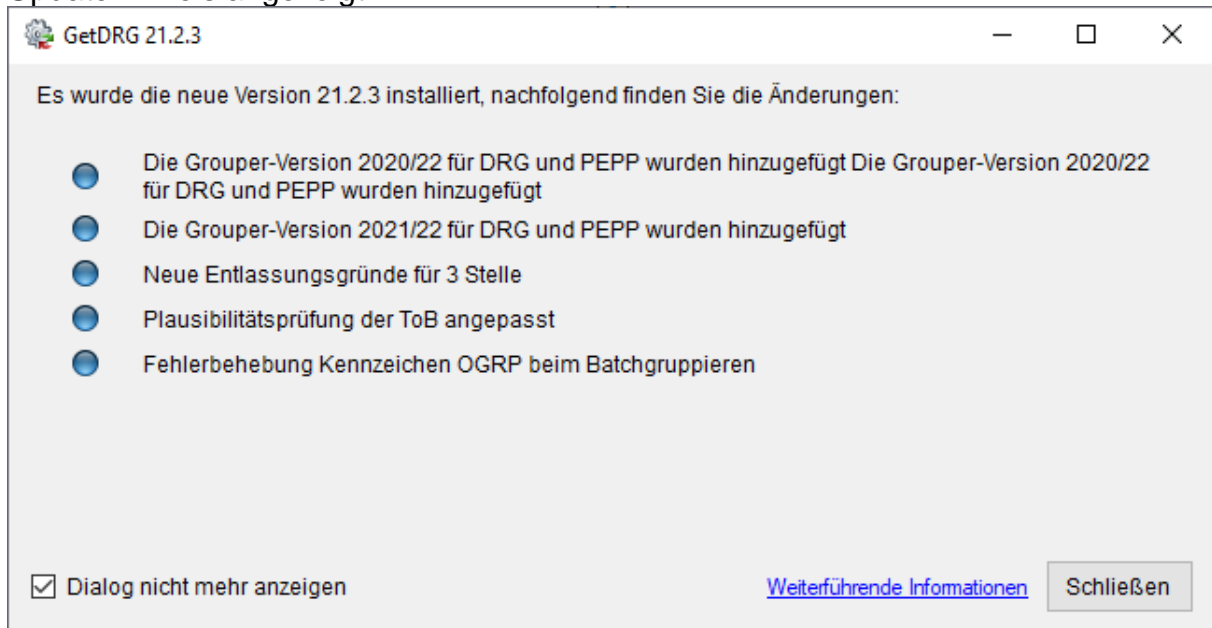 GetDRG 21.2.3
Es wurde die neue Version 21.2.3 installiert, nachfolgend finden Sie die Änderungen:
Die Grouper-Version 2020/22 für DRG und PEPP wurden hinzugefügt Die Grouper-Version 2020/22
für DRG und PEPP wurden hinzugefügt
Die Grouper-Version 2021/22 für DRG und PEPP wurden hinzugefügt
Neue Entlassungsgründe für 3 Stelle
Plausibilitätsprüfung der ToB angepasst
Fehlerbehebung Kennzeichen OGRP beim Batchgruppieren
Dialog nicht mehr anzeigen
Weiterführende Informationen
Schließen